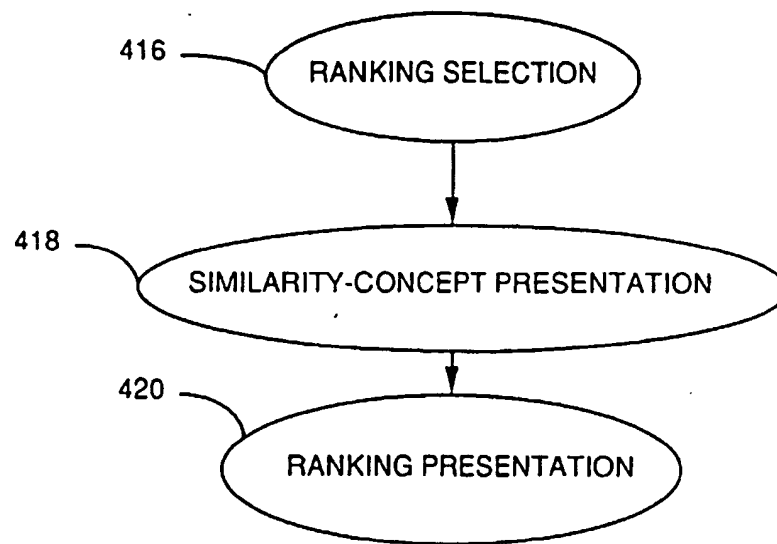 416
RANKING SELECTION
418
SIMILARITY-CONCEPT PRESENTATION
420
RANKING PRESENTATION